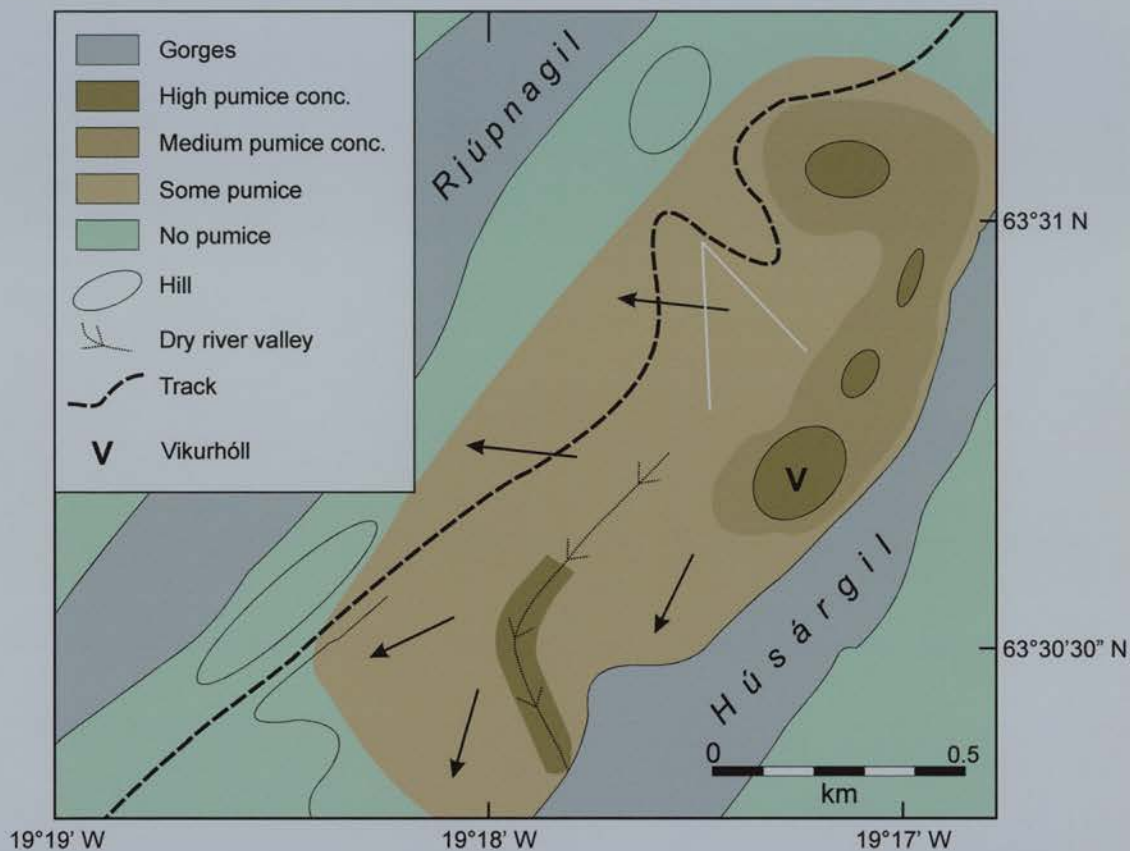 Gorges
High pumice conc.
Medium pumice conc.
Some pumice
No pumice
Hill
Dry river valley
Track
V Vikurhóll
Rjúpnagil
63°31 N
V
63°30'30" N
Húsárgil
0 0.5
km
19°19' W 19°18' W 19°17' W